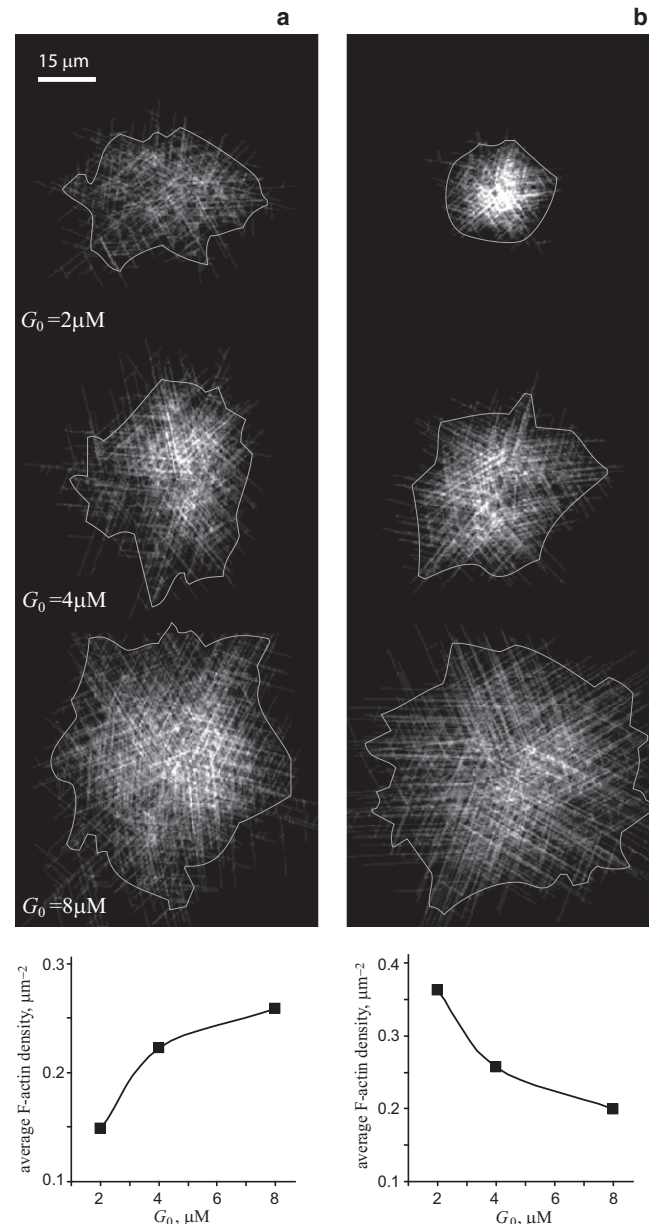 a
b
15 μm
G₀ =2μM
G₀ =4μM
G₀ =8μM
average F-actin density, μm⁻²
0.3
0.2
0.1
2
4
6
8
G₀, μM
average F-actin density, μm⁻²
0.4
0.3
0.2
0.1
2
4
6
8
G₀, μM